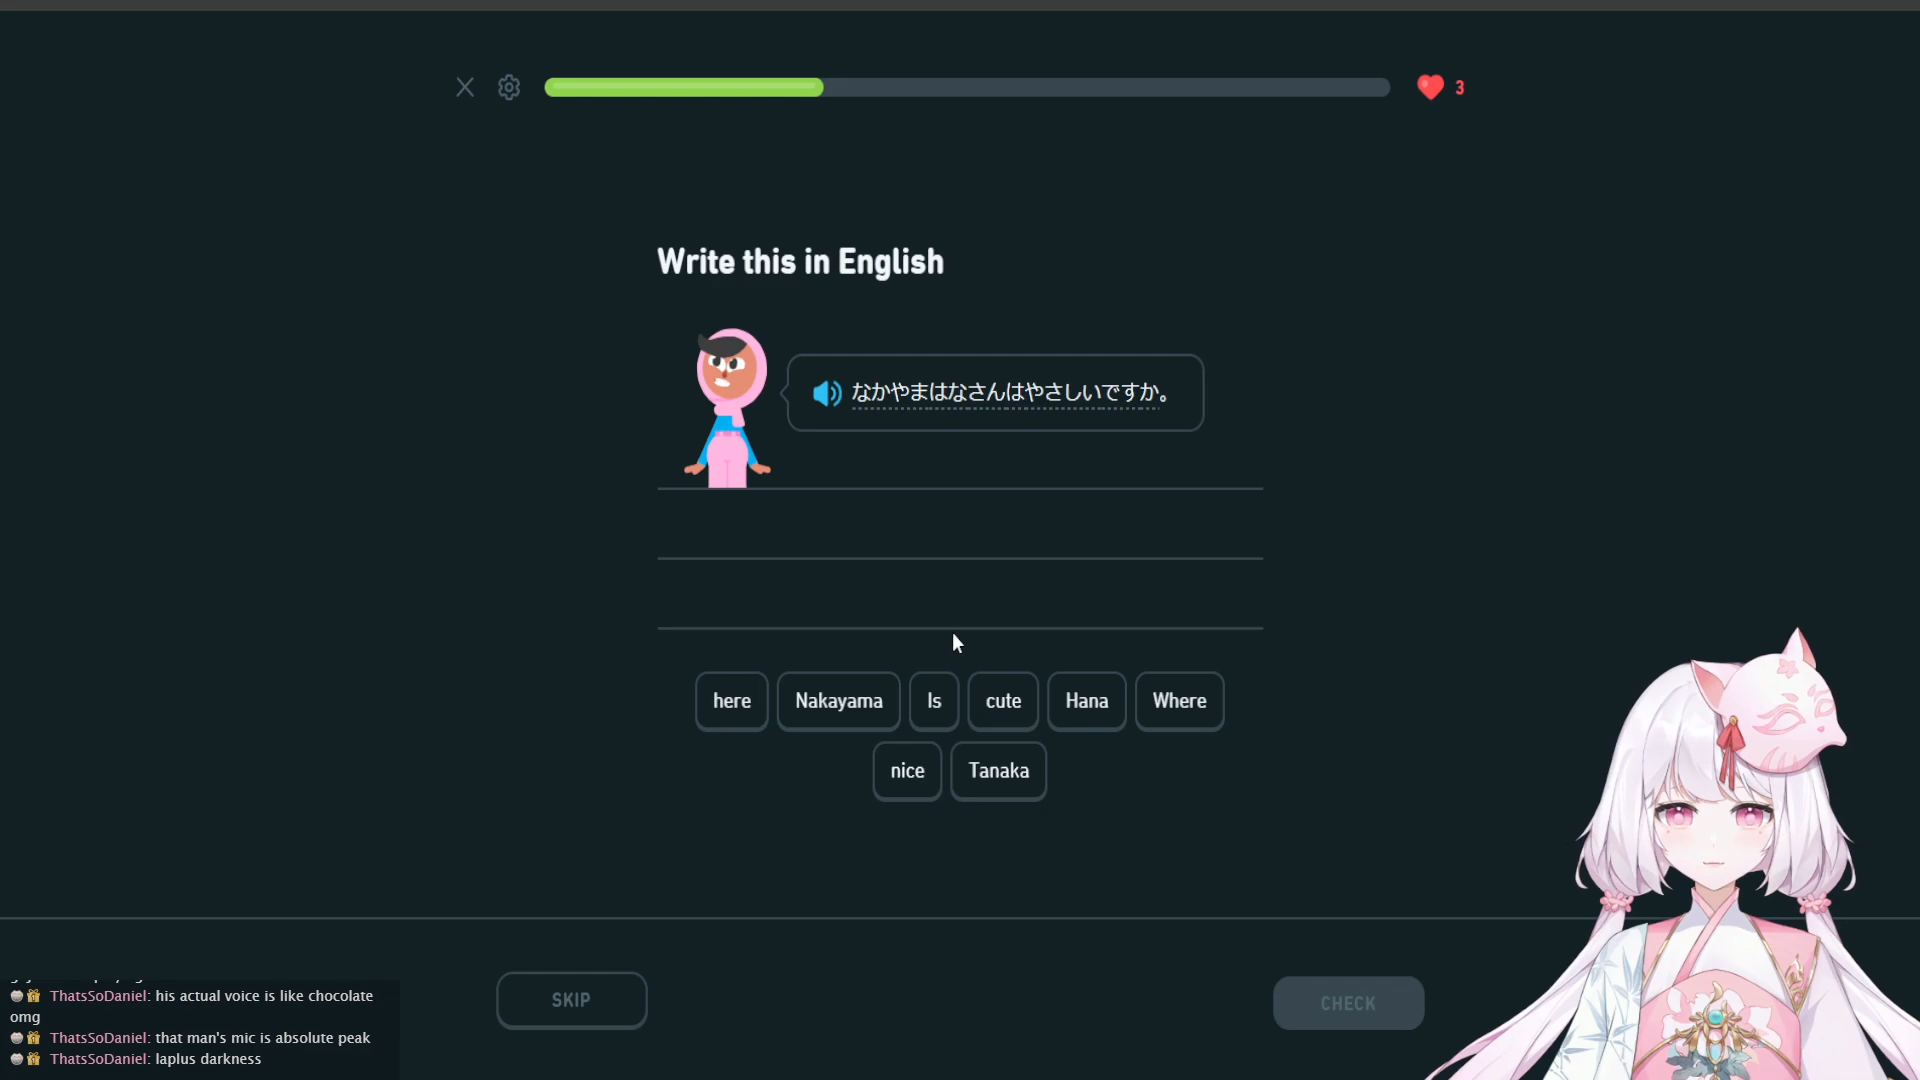 3
Write this in English
なかやまはなさんはやさしいですか。
here Nakayama Is cute Hana Where
nice Tanaka
SKIP
CHECK
ThatsSoDaniel: his actual voice is like chocolate
omg
ThatsSoDaniel: that man's mic is absolute peak
ThatsSoDaniel: laplus darkness